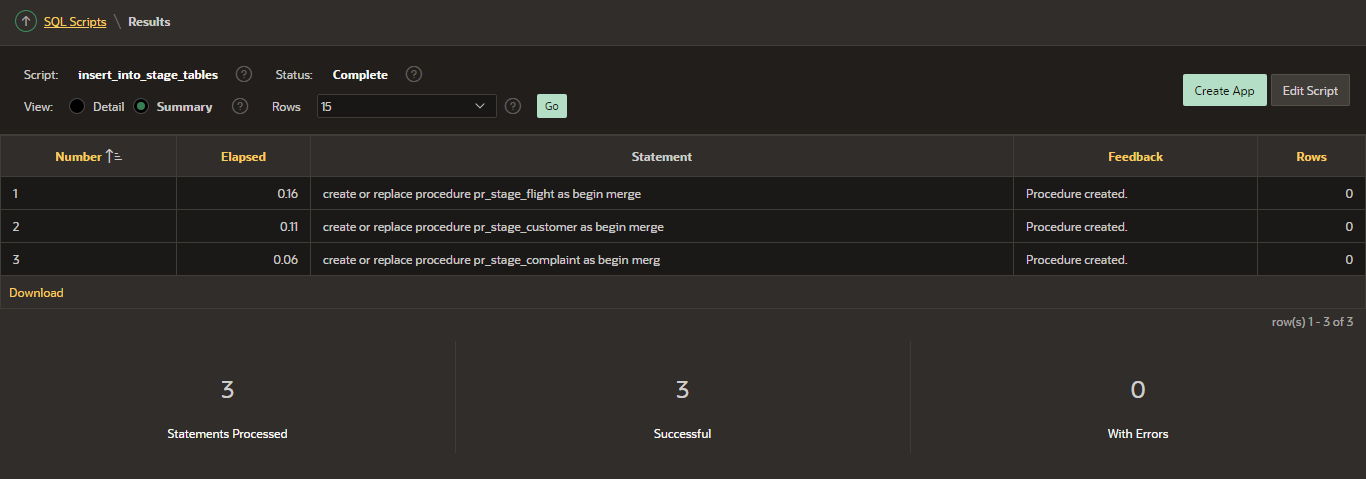 SQL Scripts \ Results
Script: insert_into_stage_tables ? Status: Complete ?
View: Detail Summary ? Rows 15 ? Go
Create App Edit Script
Number Elapsed Statement Feedback Rows
1 0.16 create or replace procedure pr_stage_flight as begin merge Procedure created. 0
2 0.11 create or replace procedure pr_stage_customer as begin merge Procedure created. 0
3 0.06 create or replace procedure pr_stage_complaint as begin merg Procedure created. 0
Download
row(s) 1 - 3 of 3
3 3 0
Statements Processed Successful With Errors